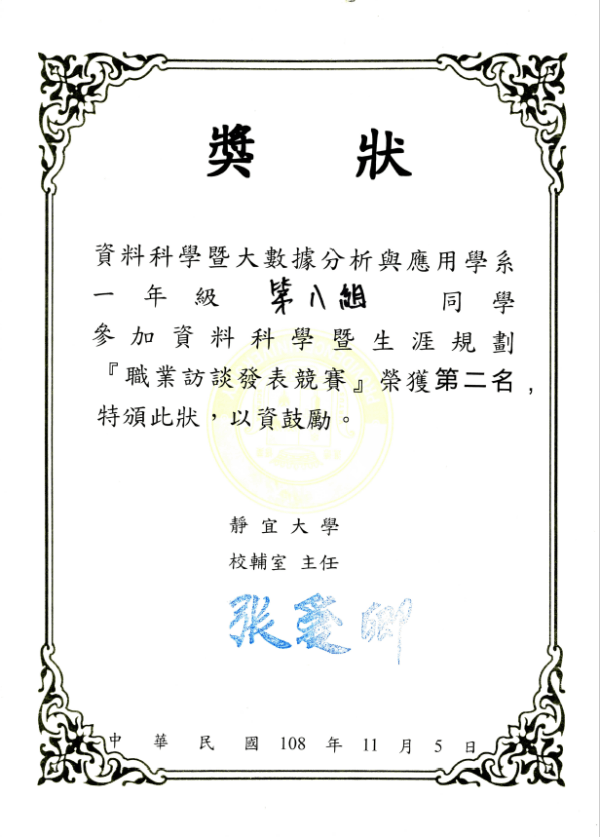 獎 狀
資料科學暨大數據分析與應用學系
一年級 第八組 同學
參加資料科學暨生涯規劃
『職業訪談發表競賽』榮獲第二名，
特頒此狀，以資鼓勵。
靜宜大學
校輔室 主任
張愛卿
中 華 民 國 108 年 11 月 5 日